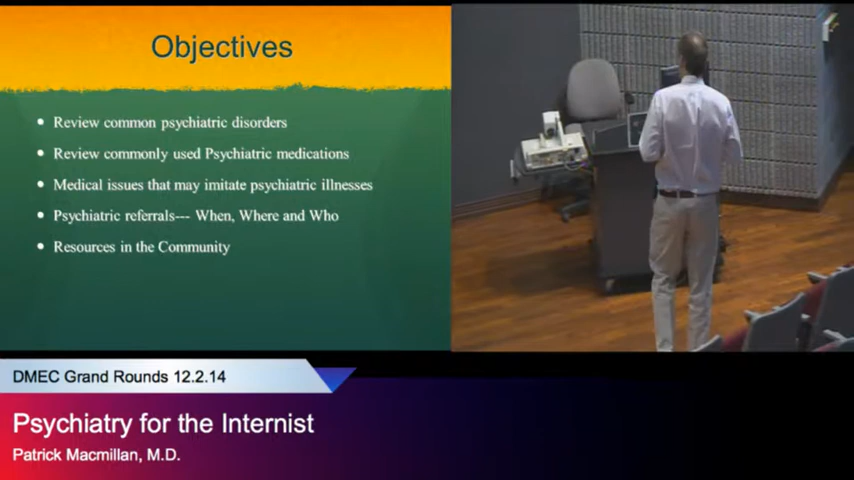 Objectives
Review common psychiatric disorders
Review commonly used Psychiatric medications
Medical issues that may imitate psychiatric illnesses
Psychiatric referrals--- When, Where and Who
Resources in the Community
DMEC Grand Rounds 12.2.14
Psychiatry for the Internist
Patrick Macmillan, M.D.